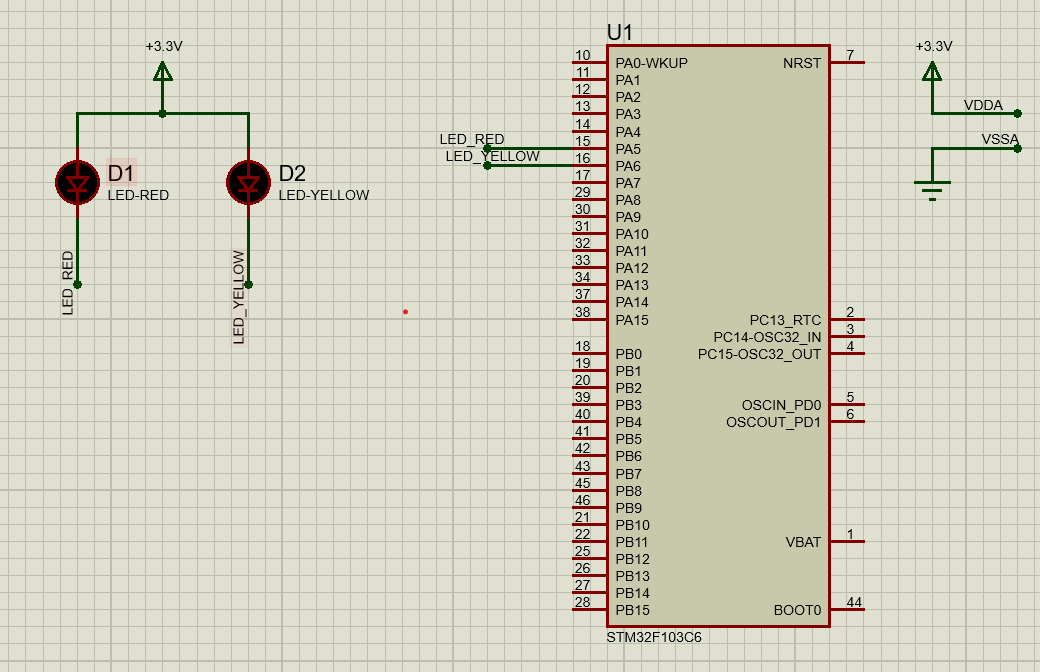 +3.3V
D1
LED-RED
D2
LED-YELLOW
LED_RED
LED_YELLOW
U1
LED_RED
LED_YELLOW
10 PA0-WKUP
11 PA1
12 PA2
13 PA3
14 PA4
15 PA5
16 PA6
17 PA7
29 PA8
30 PA9
31 PA10
32 PA11
33 PA12
34 PA13
37 PA14
38 PA15
18 PB0
19 PB1
20 PB2
39 PB3
40 PB4
41 PB5
42 PB6
43 PB7
45 PB8
46 PB9
21 PB10
22 PB11
25 PB12
26 PB13
27 PB14
28 PB15
NRST 7
PC13_RTC 2
PC14-OSC32_IN 3
PC15-OSC32_OUT 4
OSCIN_PD0 5
OSCOUT_PD1 6
VBAT 1
BOOT0 44
STM32F103C6
+3.3V
VDDA
VSSA